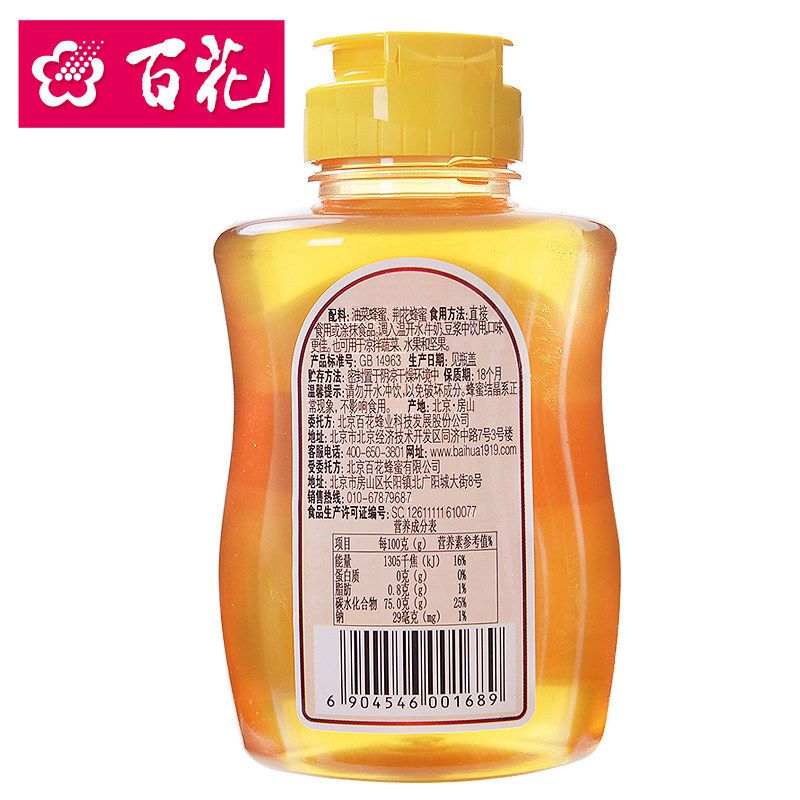 百花
配料：油菜蜂蜜、荆花蜂蜜 食用方法：直接
食用或涂抹食品，调入温开水、牛奶、豆浆中饮用，口味
更佳。也可用于凉拌蔬菜、水果和坚果。
产品标准号：GB 14963 生产日期：见瓶盖
贮存方法：密封置于阴凉干燥环境中 保质期：18个月
温馨提示：请勿开水冲饮，以免破坏成分。蜂蜜结晶系正
常现象，不影响食用。 产地：北京·房山
委托方：北京百花蜂业科技发展股份公司
地址：北京市北京经济技术开发区同济中路7号3号楼
客服电话：400-650-3801 网址：www.baihua1919.com
受委托方：北京百花蜂蜜有限公司
地址：北京市房山区长阳镇北广阳城大街8号
销售热线：010-67879687
食品生产许可证编号：SC 12611111610077
营养成分表
项目 每100克（g） 营养素参考值%
能量 1305千焦（kJ） 16%
蛋白质 0克（g） 0%
脂肪 0.8克（g） 1%
碳水化合物 75.0克（g） 25%
钠 29毫克（mg） 1%
6 904546 001689